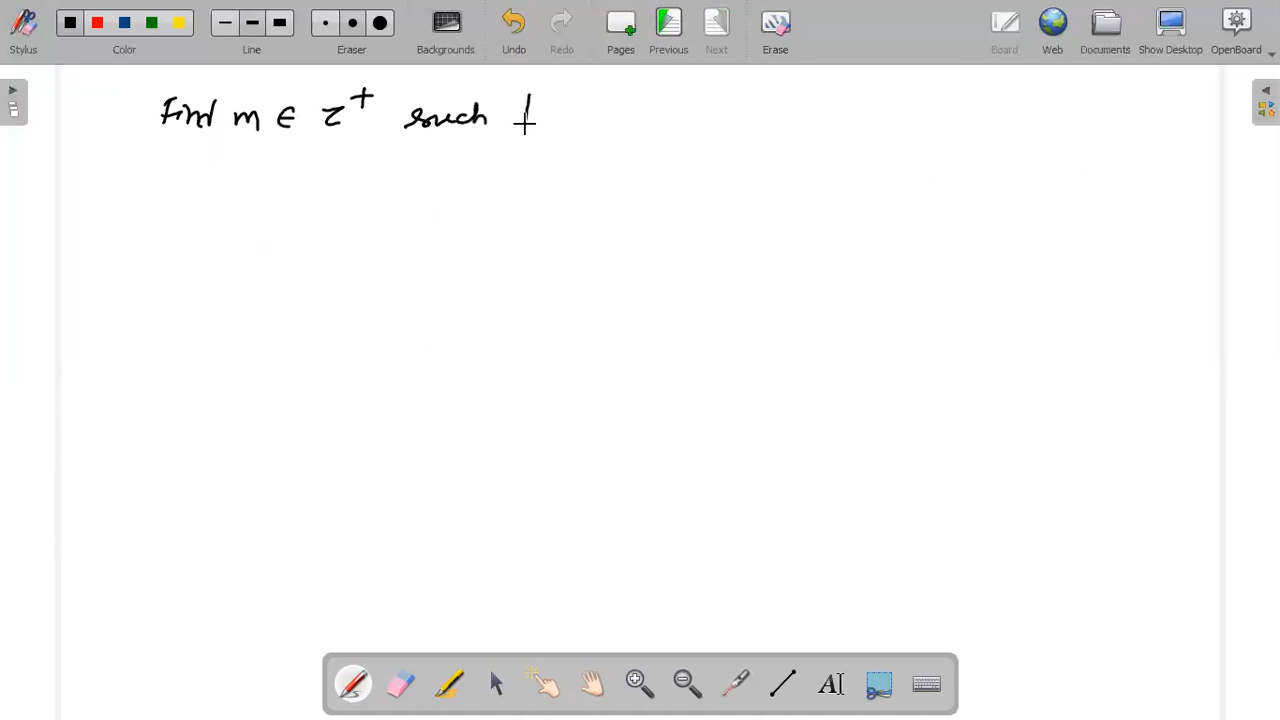 Stylus Color Line Eraser Backgrounds Undo Redo Pages Previous Next Erase Board Web Documents Show Desktop OpenBoard
Find m ∈ z⁺ such